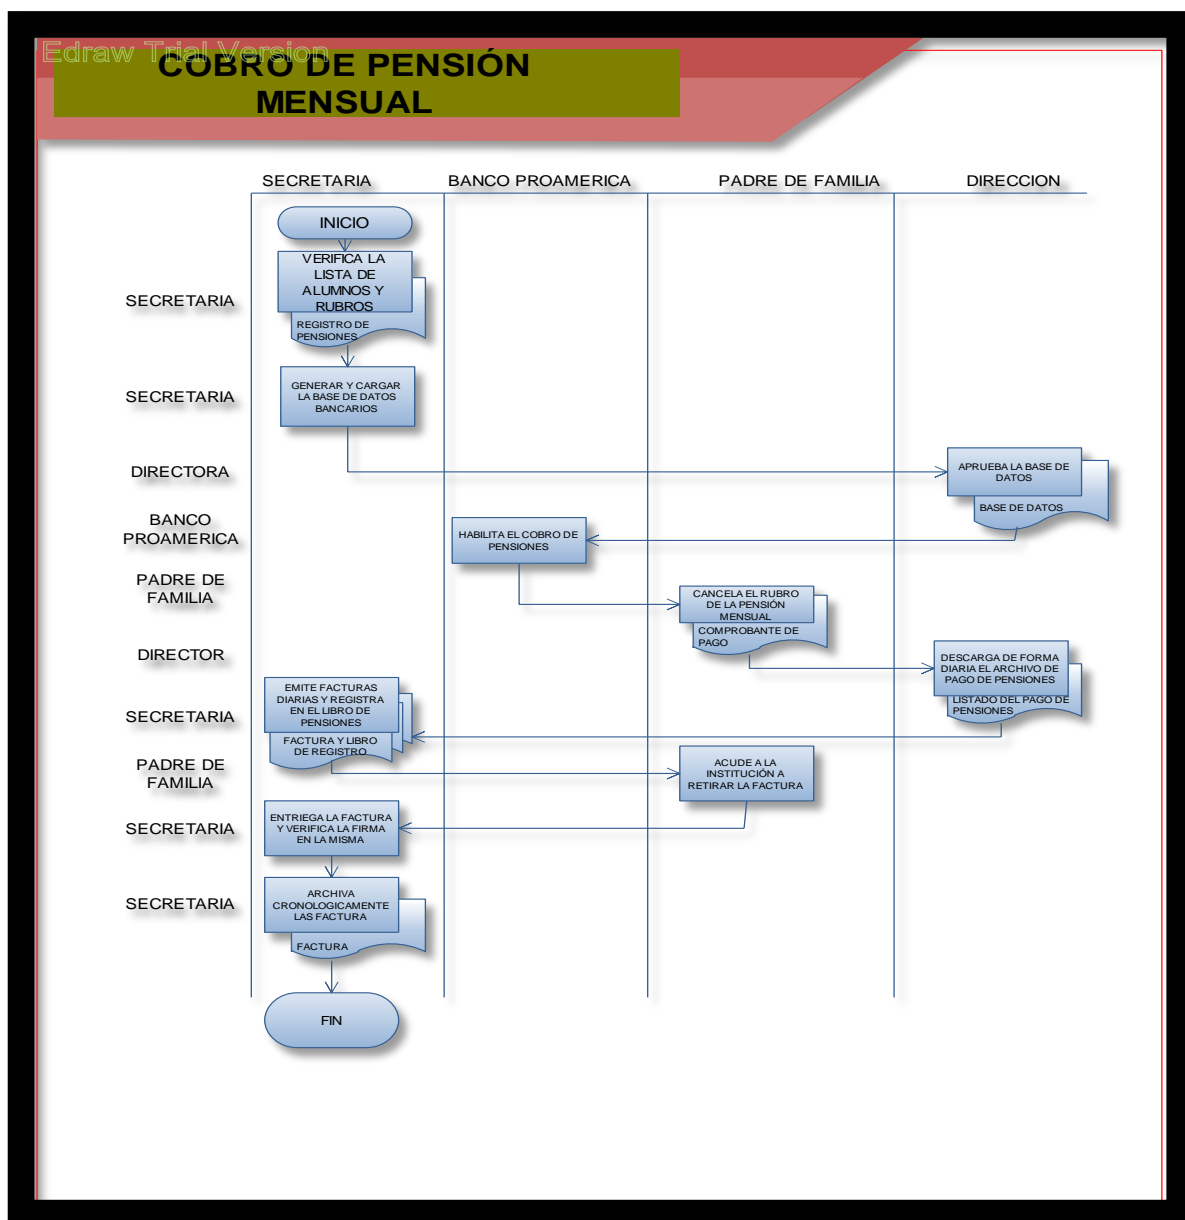 Edraw Trial Version
COBRO DE PENSIÓN
MENSUAL
SECRETARIA
BANCO PROAMERICA
PADRE DE FAMILIA
DIRECCION
INICIO
SECRETARIA
VERIFICA LA
LISTA DE
ALUMNOS Y
RUBROS
REGISTRO DE
PENSIONES
SECRETARIA
GENERAR Y CARGAR
LA BASE DE DATOS
BANCARIOS
DIRECTORA
APRUEBA LA BASE DE
DATOS
BASE DE DATOS
BANCO
PROAMERICA
HABILITA EL COBRO DE
PENSIONES
PADRE DE
FAMILIA
CANCELA EL RUBRO
DE LA PENSIÓN
MENSUAL
COMPROBANTE DE
PAGO
DIRECTOR
DESCARGA DE FORMA
DIARIA EL ARCHIVO DE
PAGO DE PENSIONES
LISTADO DEL PAGO DE
PENSIONES
SECRETARIA
EMITE FACTURAS
DIARIAS Y REGISTRA
EN EL LIBRO DE
PENSIONES
FACTURA Y LIBRO
DE REGISTRO
PADRE DE
FAMILIA
ACUDE A LA
INSTITUCIÓN A
RETIRAR LA FACTURA
SECRETARIA
ENTRIEGA LA FACTURA
Y VERIFICA LA FIRMA
EN LA MISMA
SECRETARIA
ARCHIVA
CRONOLOGICAMENTE
LAS FACTURA
FACTURA
FIN